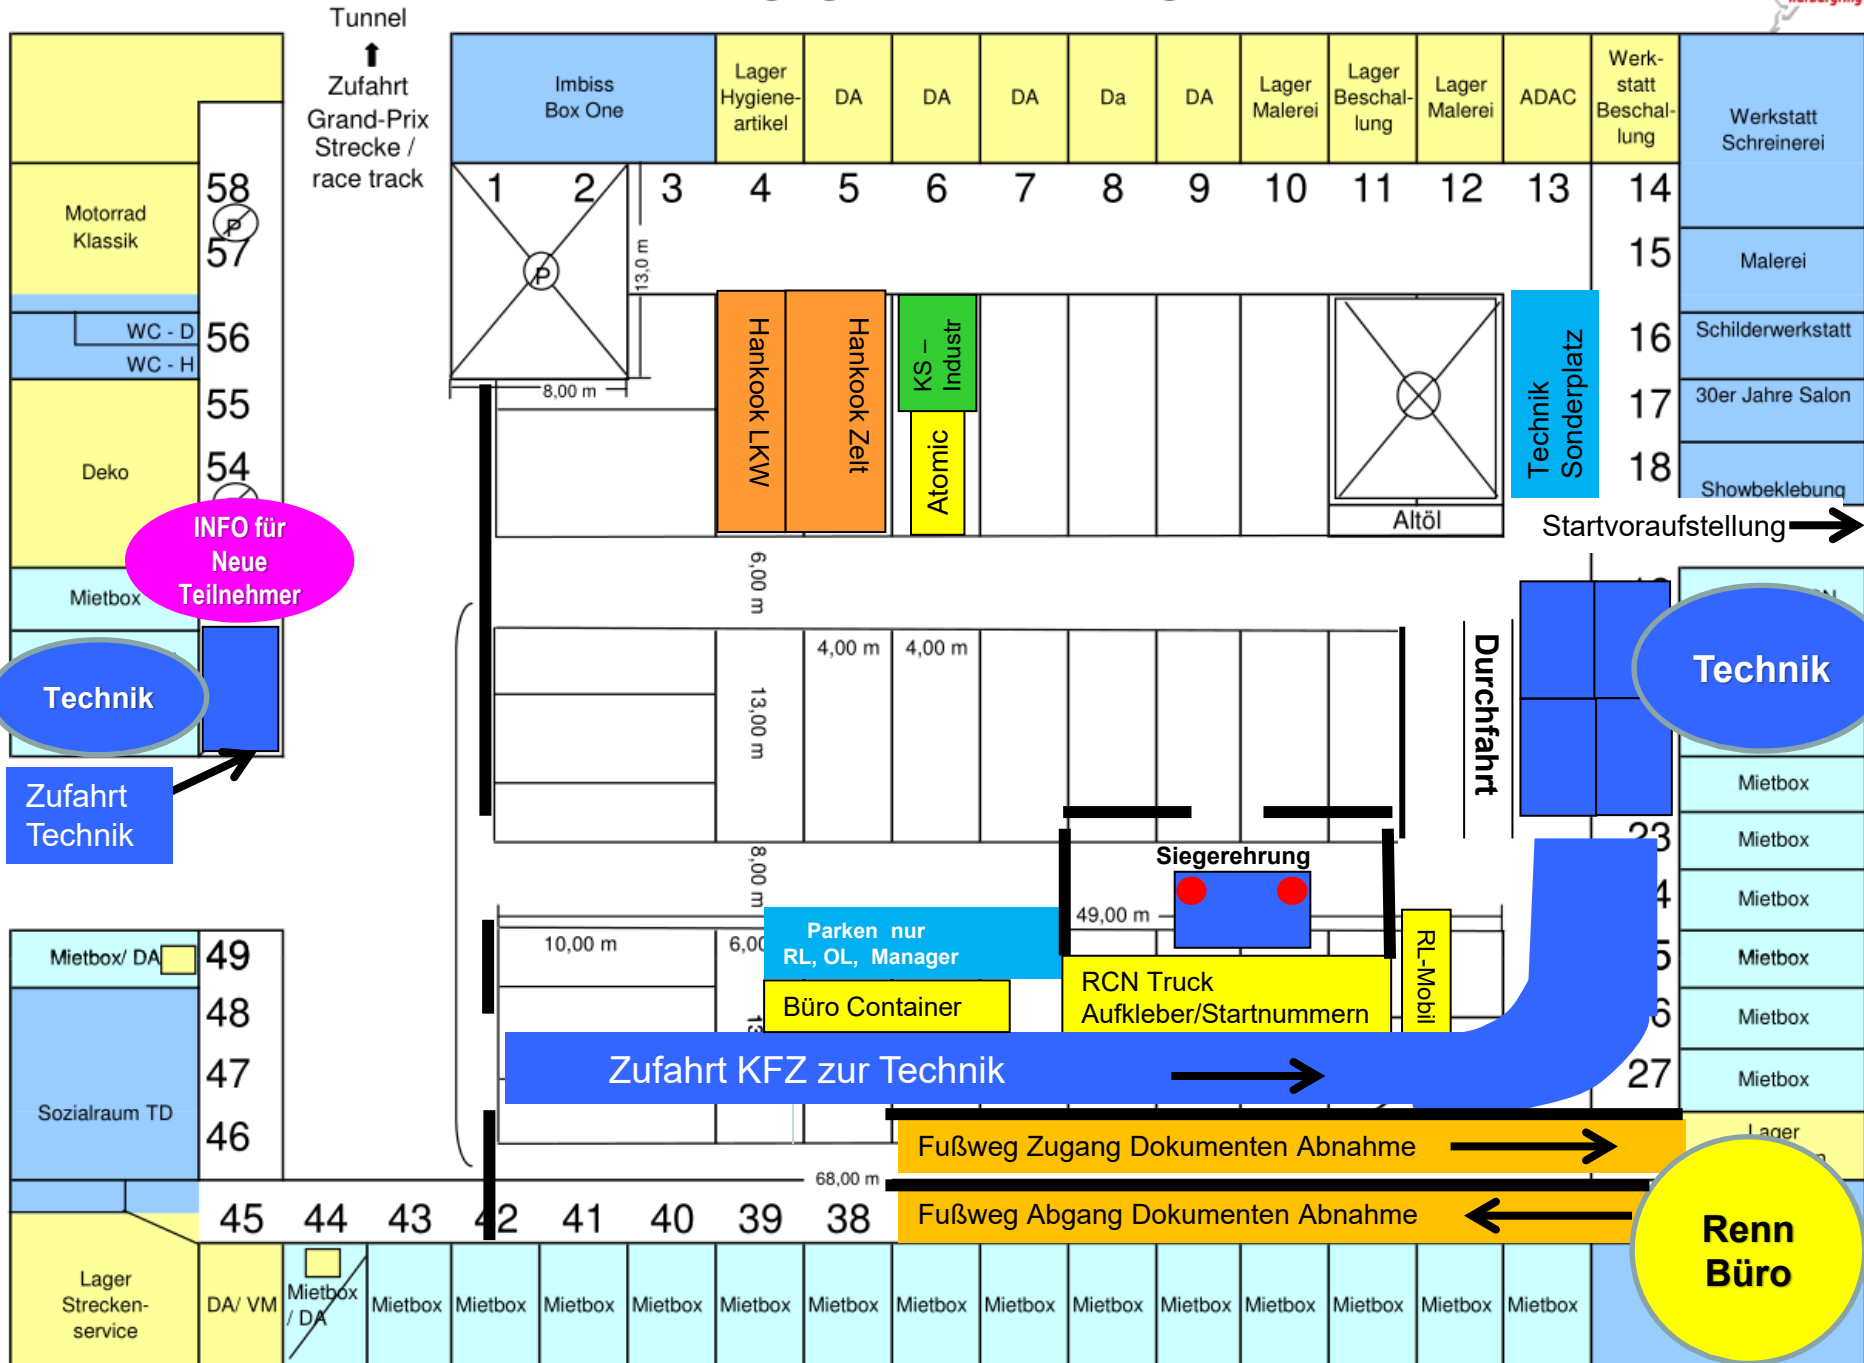 Tunnel
Zufahrt
Grand-Prix
Strecke /
race track
Imbiss
Box One
Lager
Hygiene-
artikel
DA
DA
DA
Da
DA
Lager
Malerei
Lager
Beschal-
lung
Lager
Malerei
ADAC
Werk-
statt
Beschal-
lung
Werkstatt
Schreinerei
1 2 3 4 5 6 7 8 9 10 11 12 13 14
Motorrad
Klassik
58
P
57
WC - D
WC - H
56
55
54
Deko
INFO für
Neue
Teilnehmer
Mietbox
Technik
Zufahrt
Technik
P
13,0 m
8,00 m
Hankook LKW
Hankook Zelt
KS –
Industr
Atomic
Altöl
Technik
Sonderplatz
15
Malerei
16
Schilderwerkstatt
17
30er Jahre Salon
18
Showbeklebung
Startvoraufstellung
6,00 m
4,00 m
4,00 m
13,00 m
Durchfahrt
Technik
Mietbox
23
Mietbox
8,00 m
Siegerehrung
4
Mietbox
49,00 m
10,00 m
6,00
Parken nur
RL, OL, Manager
Büro Container
RCN Truck
Aufkleber/Startnummern
RL-Mobil
5
Mietbox
6
Mietbox
13
Zufahrt KFZ zur Technik
27
Mietbox
Mietbox/ DA
49
48
47
46
Sozialraum TD
Fußweg Zugang Dokumenten Abnahme
Lager
68,00 m
Fußweg Abgang Dokumenten Abnahme
Renn
Büro
45 44 43 42 41 40 39 38
Lager
Strecken-
service
DA/ VM
Mietbox
/ DA
Mietbox
Mietbox
Mietbox
Mietbox
Mietbox
Mietbox
Mietbox
Mietbox
Mietbox
Mietbox
Mietbox
Mietbox
Mietbox
Mietbox